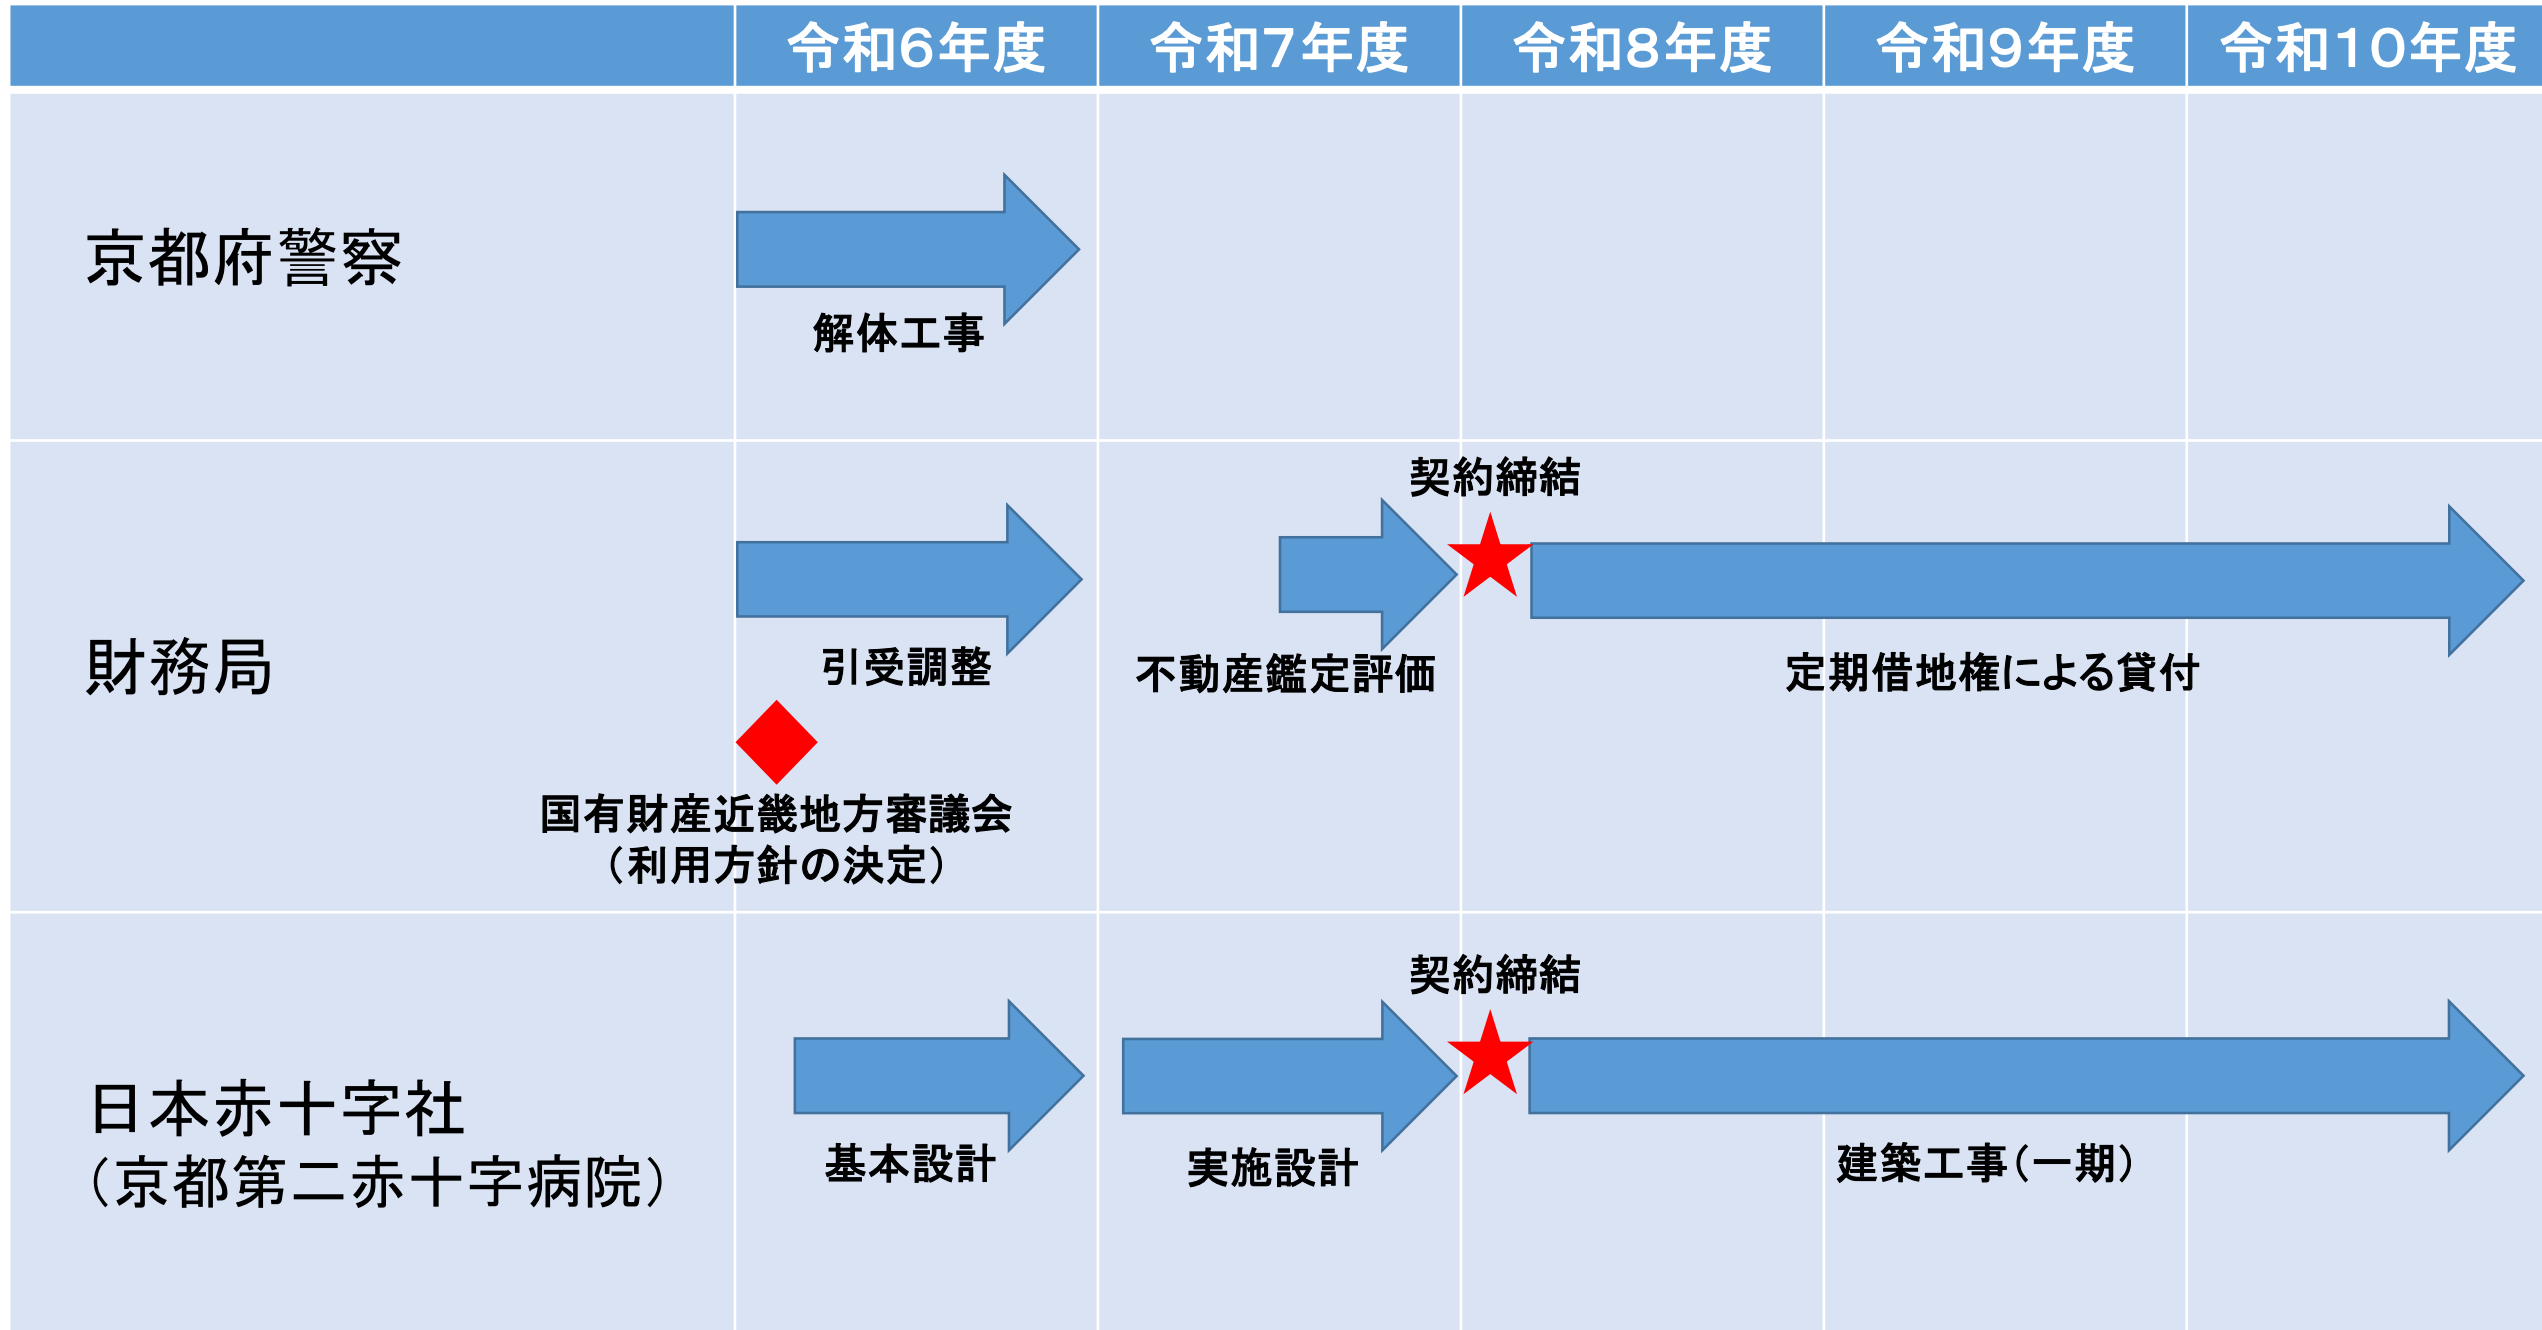 令和6年度
令和7年度
令和8年度
令和9年度
令和10年度
京都府警察
解体工事
財務局
契約締結
引受調整
不動産鑑定評価
定期借地権による貸付
国有財産近畿地方審議会
（利用方針の決定）
日本赤十字社
（京都第二赤十字病院）
契約締結
基本設計
実施設計
建築工事（一期）